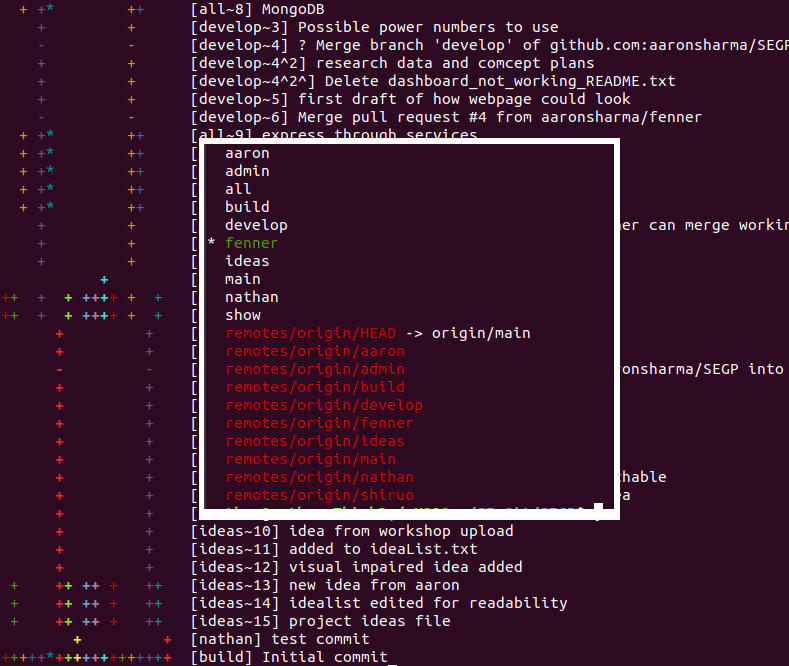 + +* ++ [all~8] MongoDB
+ + [develop~3] Possible power numbers to use
- - [develop~4] ? Merge branch 'develop' of github.com:aaronsharma/SEGP
+ + [develop~4^2] research data and comcept plans
+ + [develop~4^2^] Delete dashboard_not_working_README.txt
+ + [develop~5] first draft of how webpage could look
- - [develop~6] Merge pull request #4 from aaronsharma/fenner
+ +* ++ [all~9] express through services
+ +* ++ [ aaron
+ +* ++ [ admin
+ +* ++ [ all
+ +* ++ [ build
+ + [ develop er can merge workin
+ + [ * fenner
+ + [ ideas
+ [ main
++ + + +++++ + + [ nathan
++ + + +++++ + + [ show
+ + [ remotes/origin/HEAD -> origin/main
+ + [ remotes/origin/aaron
- - [ remotes/origin/admin onsharma/SEGP into
+ + [ remotes/origin/build
+ + [ remotes/origin/develop
+ + [ remotes/origin/fenner
+ + [ remotes/origin/ideas
+ + [ remotes/origin/main
+ + [ remotes/origin/nathan thable
+ + [ remotes/origin/shiruo ea
+ + [
+ + [ideas~10] idea from workshop upload
+ + [ideas~11] added to ideaList.txt
+ + [ideas~12] visual impaired idea added
+ ++ ++ + ++ [ideas~13] new idea from aaron
+ ++ ++ + ++ [ideas~14] idealist edited for readability
+ ++ ++ + ++ [ideas~15] project ideas file
+ + [nathan] test commit
+++++*+++++++++++++ [build] Initial commit